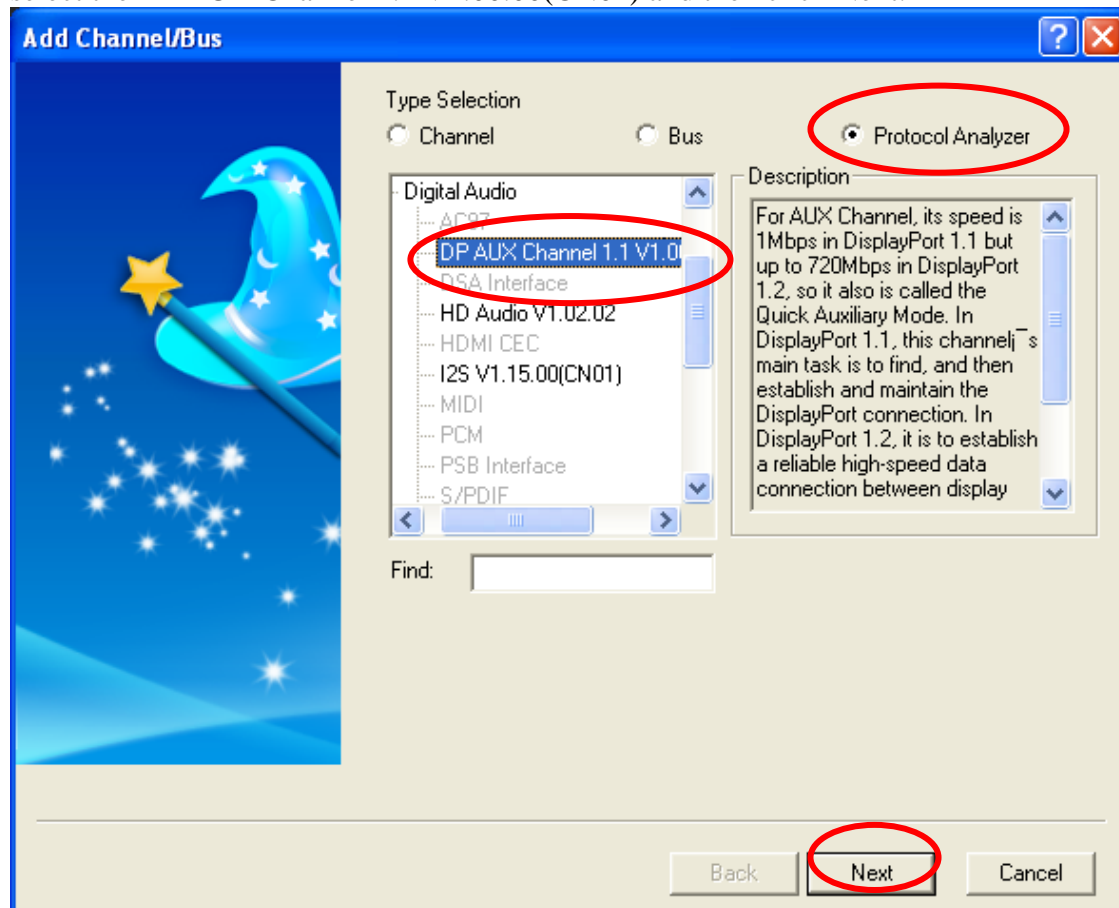 Add Channel/Bus
Type Selection
Channel
Bus
Protocol Analyzer
Digital Audio
AC97
DP AUX Channel 1.1 V1.0
DSA Interface
HD Audio V1.02.02
HDMI CEC
I2S V1.15.00(CN01)
MIDI
PCM
PSB Interface
S/PDIF
Description
For AUX Channel, its speed is
1Mbps in DisplayPort 1.1 but
up to 720Mbps in DisplayPort
1.2, so it also is called the
Quick Auxiliary Mode. In
DisplayPort 1.1, this channelj¯s
main task is to find, and then
establish and maintain the
DisplayPort connection. In
DisplayPort 1.2, it is to establish
a reliable high-speed data
connection between display
Find:
Back
Next
Cancel